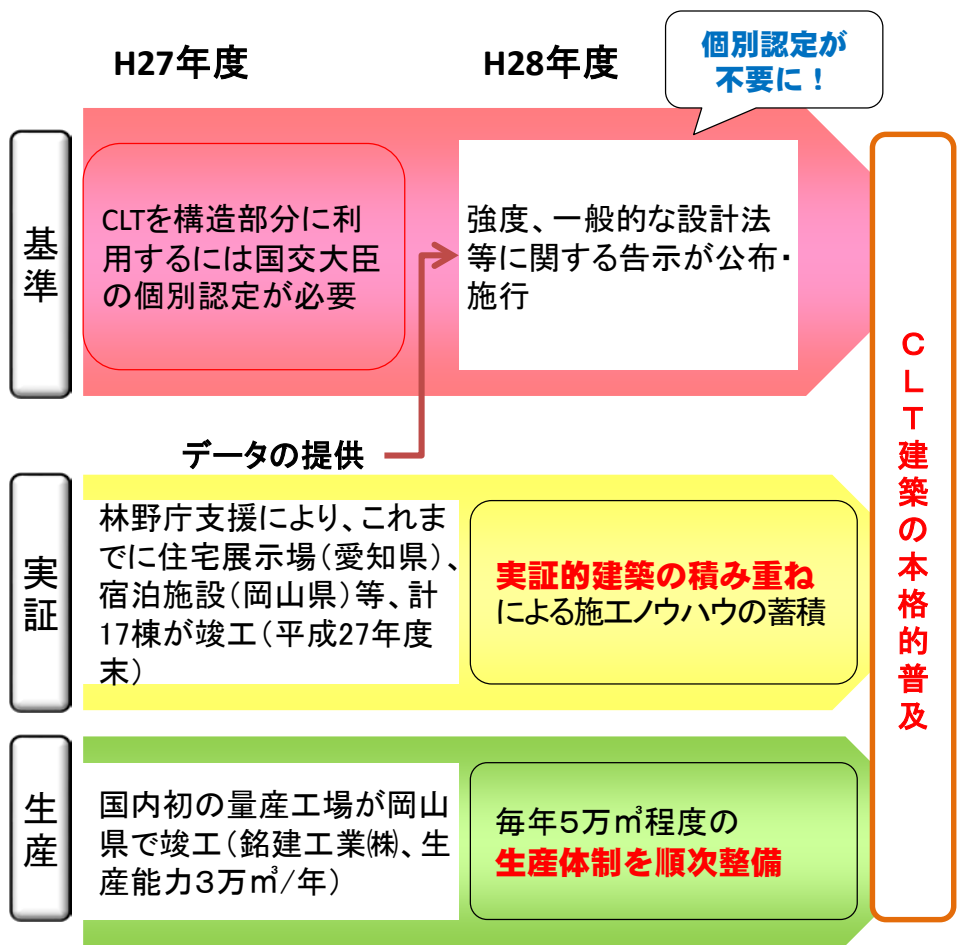 H27年度
H28年度
個別認定が
不要に！
基準
CLTを構造部分に利
用するには国交大臣
の個別認定が必要
強度、一般的な設計法
等に関する告示が公布・
施行
データの提供
実証
林野庁支援により、これま
でに住宅展示場（愛知県）、
宿泊施設（岡山県）等、計
17棟が竣工（平成27年度
末）
実証的建築の積み重ね
による施工ノウハウの蓄積
生産
国内初の量産工場が岡山
県で竣工（銘建工業㈱、生
産能力３万㎥/年）
毎年５万㎥程度の
生産体制を順次整備
ＣＬＴ建築の本格的普及